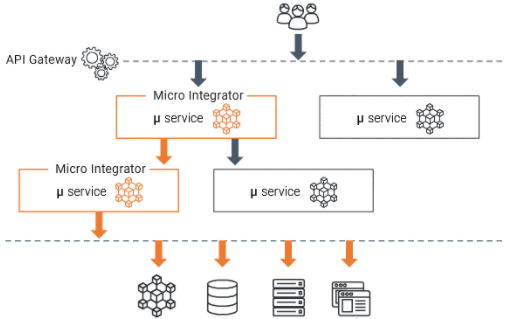 API Gateway
Micro Integrator
µ service
µ service
Micro Integrator
µ service
µ service